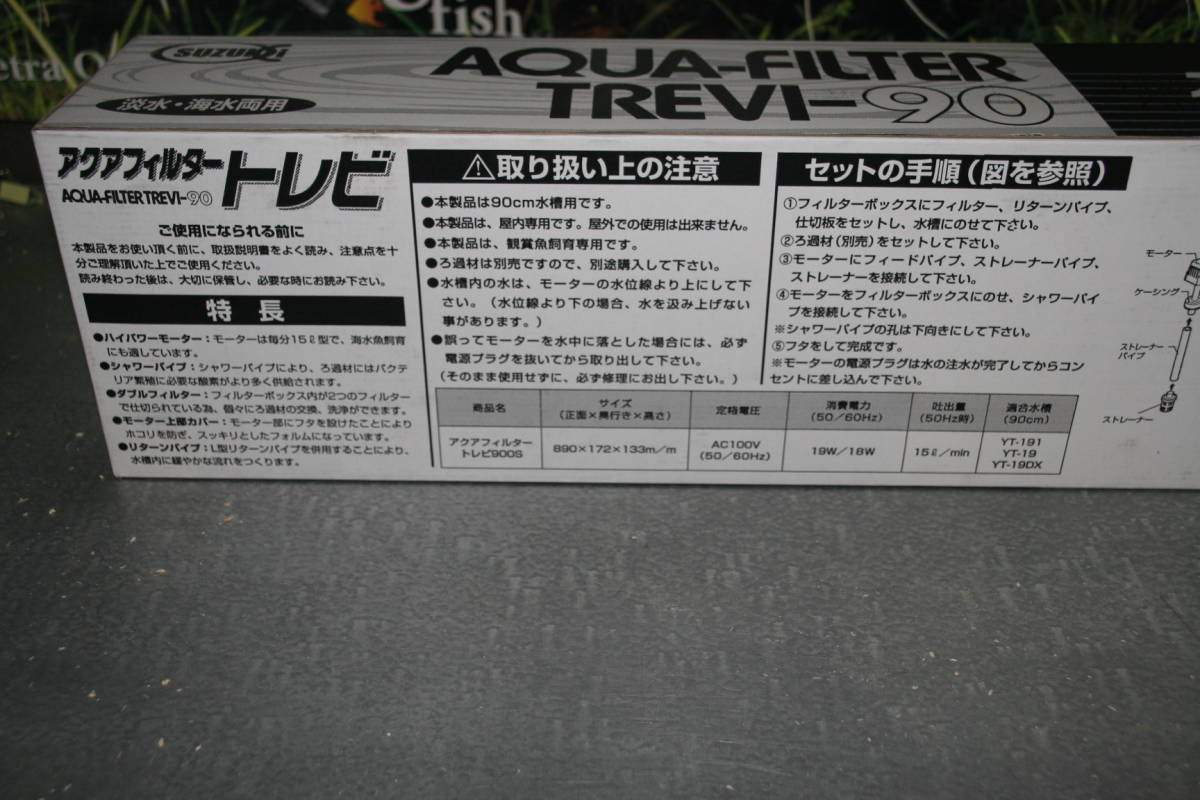 fish
etra
SUZUKI
淡水・海水両用
AQUA-FILTER
TREVI-90
アクアフィルター
トレビ
AQUA-FILTER TREVI-90
ご使用になられる前に
本製品をお使い頂く前に、取扱説明書をよく読み、注意点を十
分ご理解頂いた上でご使用ください。
読み終わった後は、大切に保管し、必要な時にお読み下さい。
特長
●ハイパワーモーター：モーターは毎分15ℓ型で、海水魚飼育
にも適しています。
●シャワーパイプ：シャワーパイプにより、ろ過材にはバクテ
リア繁殖に必要な酸素がより多く供給されます。
●ダブルフィルター：フィルターボックス内が2つのフィルター
で仕切られている為、個々にろ過材の交換、洗浄ができます。
●モーター上部カバー：モーター部にフタを設けたことにより
ホコリを防ぎ、スッキリとしたフォルムになっています。
●リターンパイプ：L型リターンパイプを併用することにより、
水槽内に緩やかな流れをつくります。
⚠取り扱い上の注意
●本製品は90cm水槽用です。
●本製品は、屋内専用です。屋外での使用は出来ません。
●本製品は、観賞魚飼育専用です。
●ろ過材は別売ですので、別途購入して下さい。
●水槽内の水は、モーターの水位線より上にして下
さい。（水位線より下の場合、水を汲み上げない
事があります。）
●誤ってモーターを水中に落とした場合には、必ず
電源プラグを抜いてから取り出して下さい。
（そのまま使用せずに、必ず修理にお出し下さい。）
セットの手順（図を参照）
①フィルターボックスにフィルター、リターンパイプ、
仕切板をセットし、水槽にのせて下さい。
②ろ過材（別売）をセットして下さい。
③モーターにフィードパイプ、ストレーナーパイプ、
ストレーナーを接続して下さい。
④モーターをフィルターボックスにのせ、シャワーパイ
プを接続して下さい。
※シャワーパイプの孔は下向きにして下さい。
⑤フタをして完成です。
※モーターの電源プラグは水の注水が完了してからコン
セントに差し込んで下さい。
モーター
ケーシング
ストレーナー
パイプ
ストレーナー
商品名 サイズ（正面×奥行き×高さ） 定格電圧 消費電力（50/60Hz） 吐出量（50Hz時） 適合水槽（90cm）
アクアフィルター トレビ900S 890×172×133m/m AC100V（50/60Hz） 19W/18W 15ℓ/min YT-191 YT-19 YT-19DX